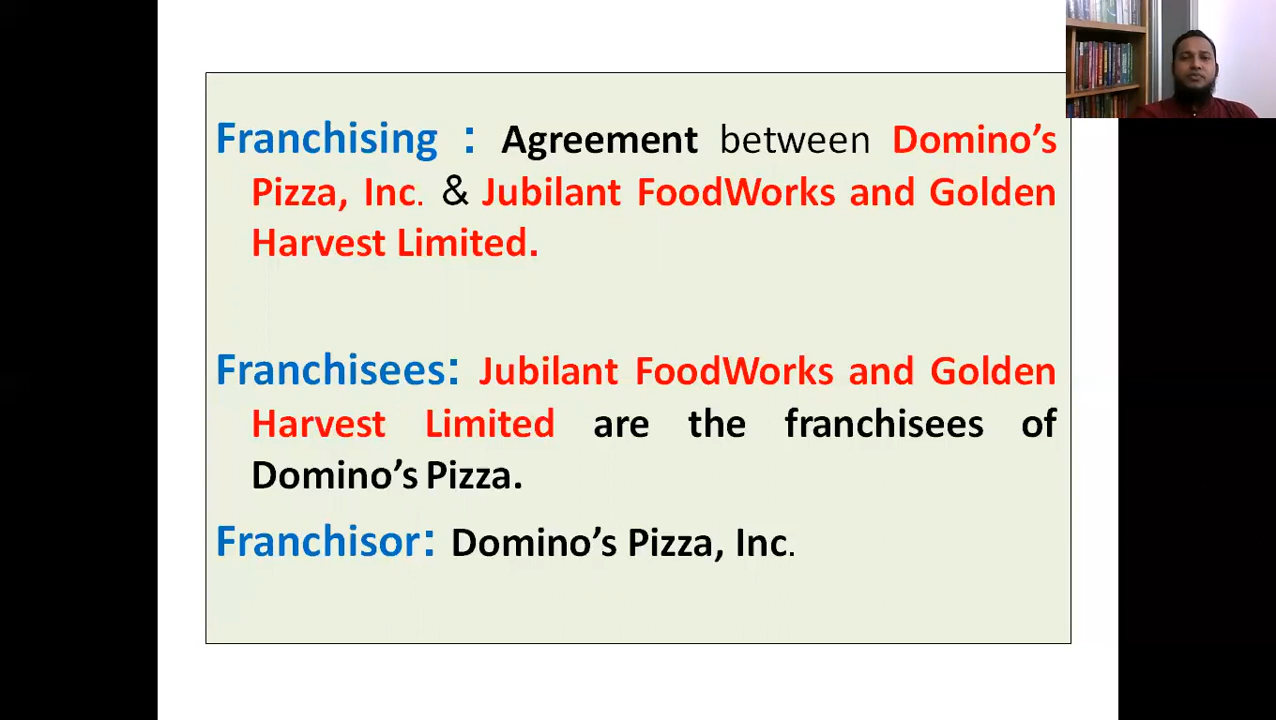 Franchising : Agreement between Domino’s
Pizza, Inc. & Jubilant FoodWorks and Golden
Harvest Limited.
Franchisees: Jubilant FoodWorks and Golden
Harvest Limited are the franchisees of
Domino’s Pizza.
Franchisor: Domino’s Pizza, Inc.